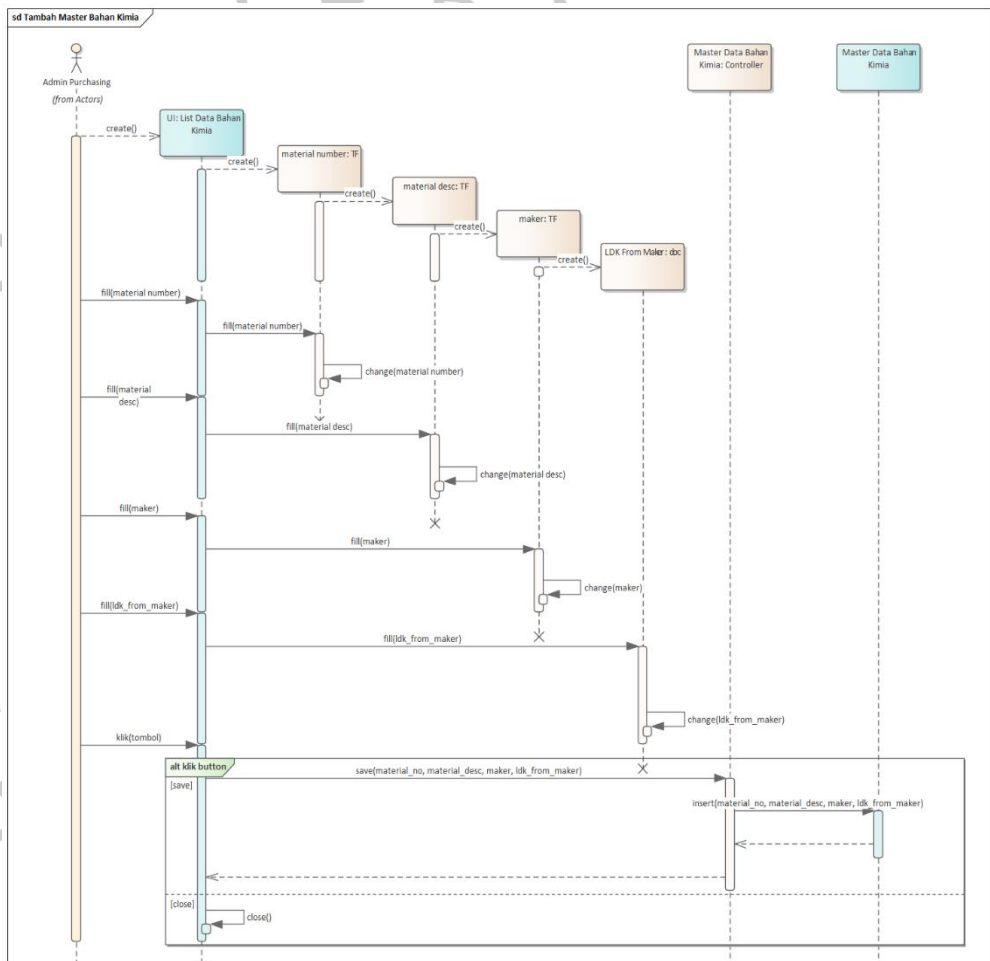 sd Tambah Master Bahan Kimia
Admin Purchasing
(from Actors)
Master Data Bahan
Kimia: Controller
Master Data Bahan
Kimia
UI: List Data Bahan
Kimia
create()
material number: TF
create()
material desc: TF
create()
maker: TF
create()
LDK From Maker: doc
create()
fill(material number)
fill(material number)
change(material number)
fill(material
desc)
fill(material desc)
change(material desc)
fill(maker)
fill(maker)
change(maker)
fill(ldk_from_maker)
fill(ldk_from_maker)
change(ldk_from_maker)
klik(tombol)
alt klik button
[save]
save(material_no, material_desc, maker, ldk_from_maker)
insert(material_no, material_desc, maker, ldk_from_maker)
[close]
close()